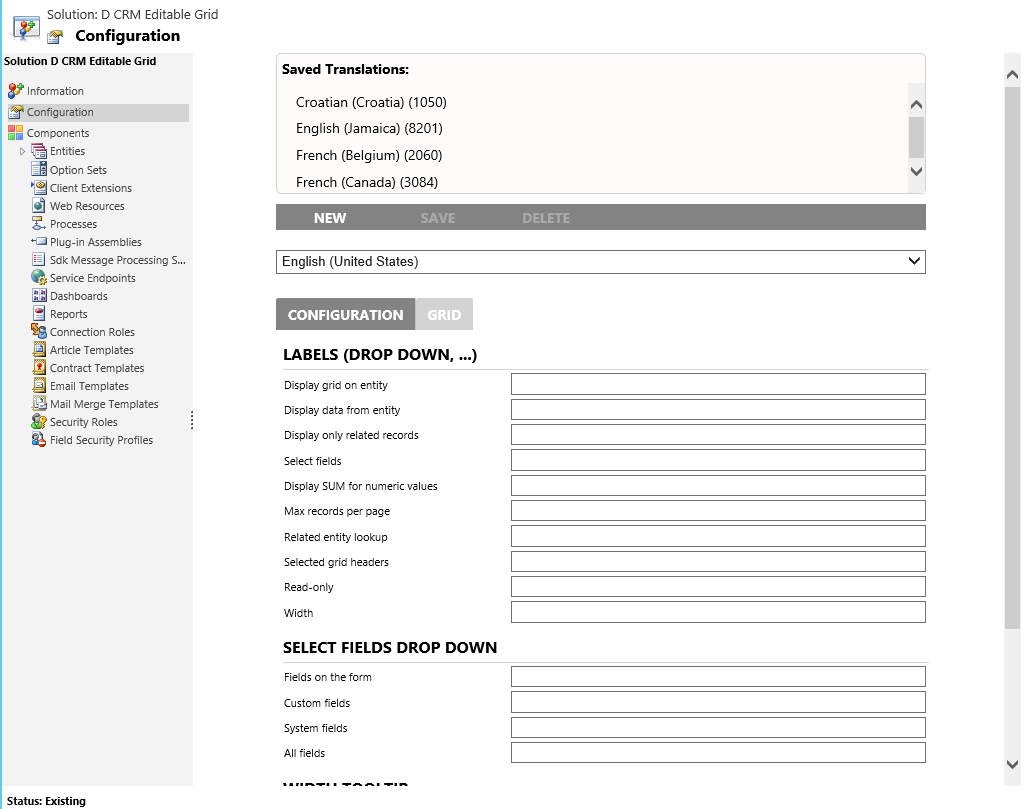 Solution: D CRM Editable Grid
Configuration
Solution D CRM Editable Grid
Information
Configuration
Components
Entities
Option Sets
Client Extensions
Web Resources
Processes
Plug-in Assemblies
Sdk Message Processing S...
Service Endpoints
Dashboards
Reports
Connection Roles
Article Templates
Contract Templates
Email Templates
Mail Merge Templates
Security Roles
Field Security Profiles
Saved Translations:
Croatian (Croatia) (1050)
English (Jamaica) (8201)
French (Belgium) (2060)
French (Canada) (3084)
NEW SAVE DELETE
English (United States)
CONFIGURATION GRID
LABELS (DROP DOWN, ...)
Display grid on entity
Display data from entity
Display only related records
Select fields
Display SUM for numeric values
Max records per page
Related entity lookup
Selected grid headers
Read-only
Width
SELECT FIELDS DROP DOWN
Fields on the form
Custom fields
System fields
All fields
WIDTH TOOLTIP
Status: Existing